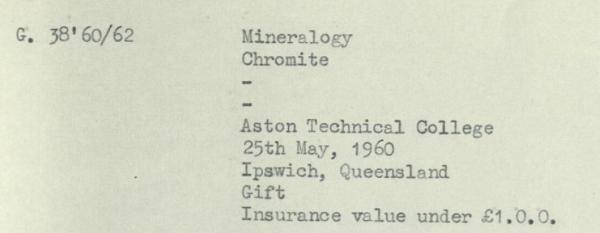 G. 38'60/62 Mineralogy
Chromite
-
-
Aston Technical College
25th May, 1960
Ipswich, Queensland
Gift
Insurance value under £1.0.0.